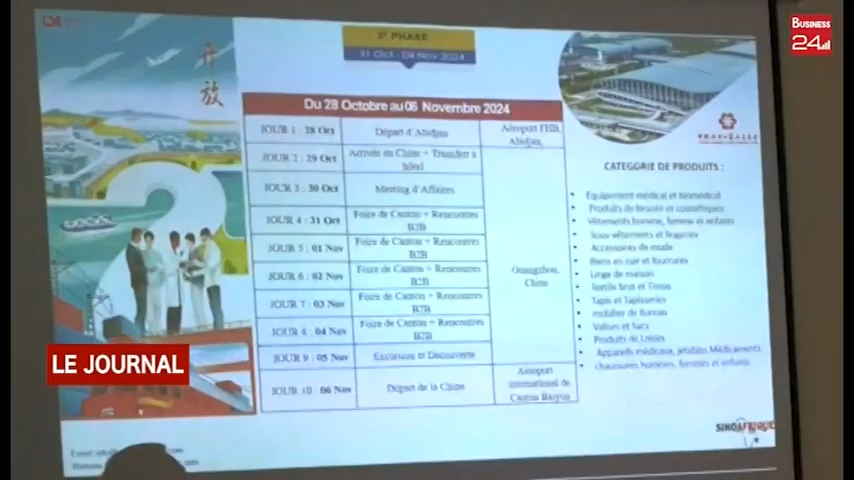 BUSINESS
24
3e PHASE
31 Oct - 04 Nov 2024
开
放
Du 28 Octobre au 06 Novembre 2024
JOUR 1 : 28 Oct Départ d'Abidjan Aéroport FHB, Abidjan
JOUR 2 : 29 Oct Arrivée en Chine + Transfert à hôtel
JOUR 3 : 30 Oct Meeting d'Affaires
JOUR 4 : 31 Oct Foire de Canton + Rencontres B2B
JOUR 5 : 01 Nov Foire de Canton + Rencontres B2B
JOUR 6 : 02 Nov Foire de Canton + Rencontres B2B
JOUR 7 : 03 Nov Foire de Canton + Rencontres B2B
JOUR 8 : 04 Nov Foire de Canton + Rencontres B2B
JOUR 9 : 05 Nov Excursion et Découverte
Guangzhou, Chine
JOUR 10 : 06 Nov Départ de la Chine Aéroport international de Canton Baiyun
CATEGORIE DE PRODUITS :
• Equipement médical et biomédical
• Produits de beauté et cosmétiques
• Vêtements homme, femme et enfants
• Sous-vêtements et lingeries
• Accessoires de mode
• Biens en cuir et fourrures
• Linge de maison
• Textile brut et Tissus
• Tapis et Tapisseries
• mobilier de Bureau
• Valises et Sacs
• Produits de Loisirs
• Appareils médicaux, jetables Médicaments
• chaussures hommes, femmes et enfants
LE JOURNAL
SINOAFRIQUE